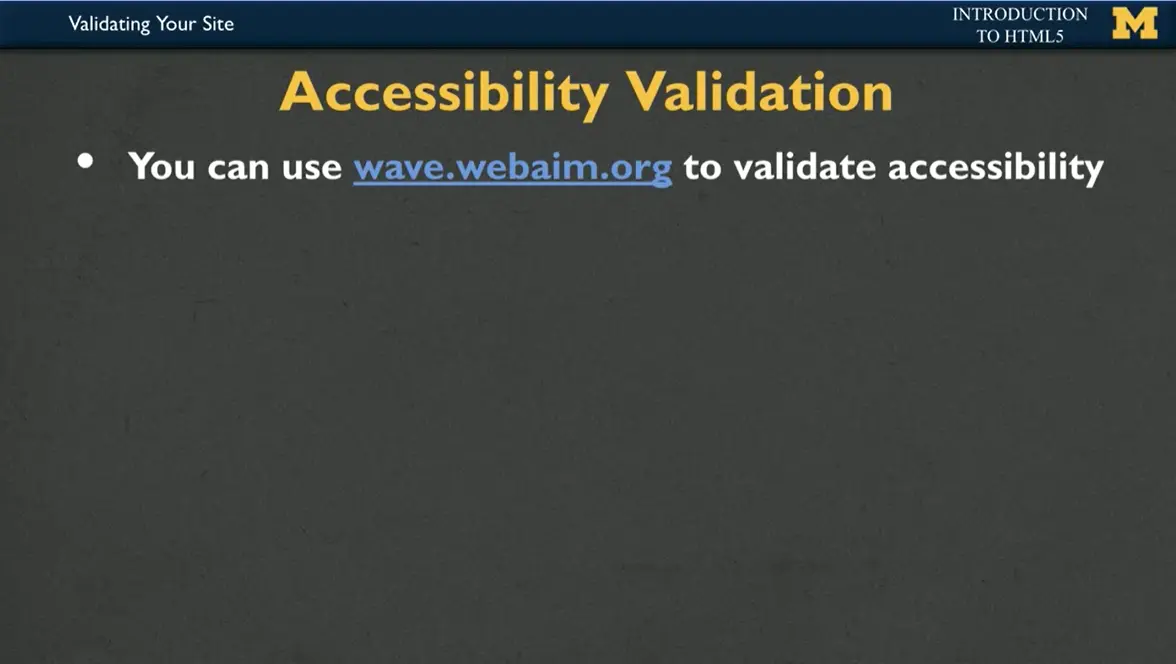 Validating Your Site
INTRODUCTION
TO HTML5
M
Accessibility Validation
• You can use wave.webaim.org to validate accessibility